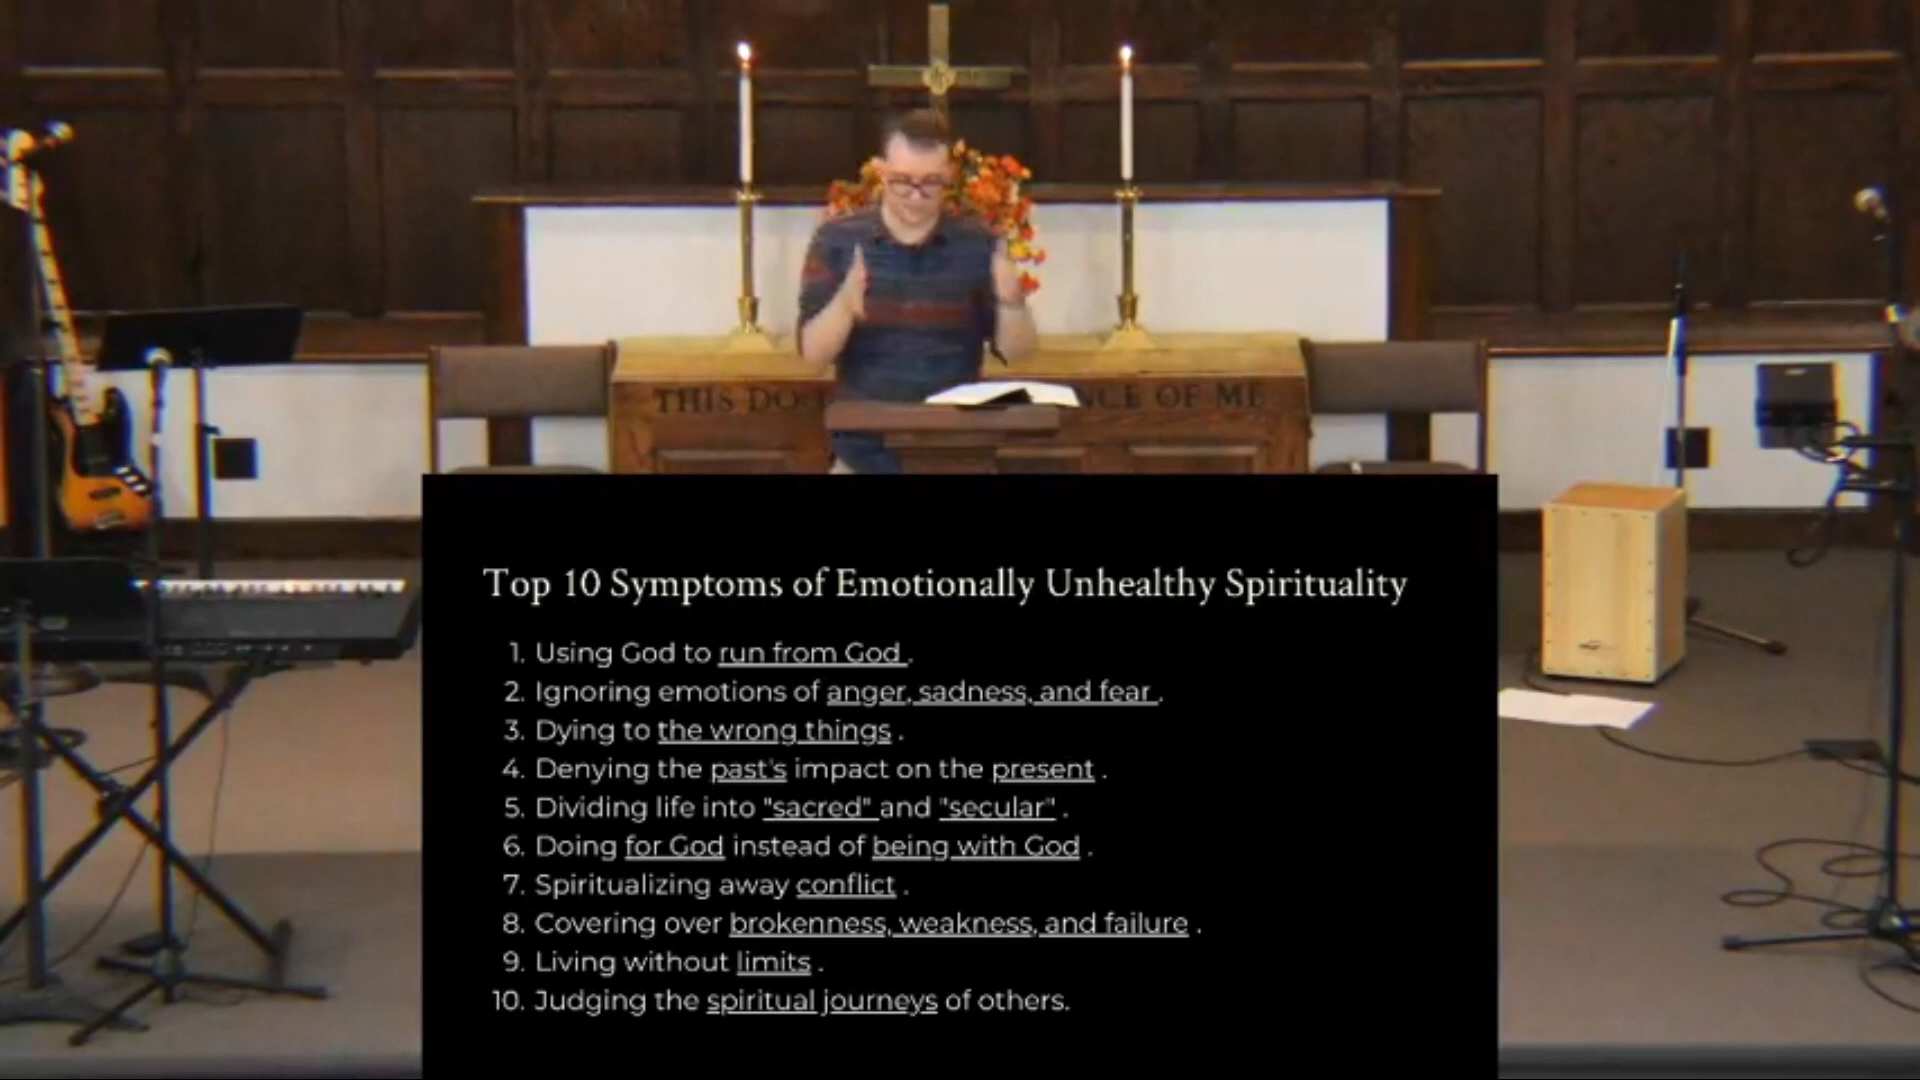 THIS DO
NCE OF ME
Top 10 Symptoms of Emotionally Unhealthy Spirituality
1. Using God to run from God .
2. Ignoring emotions of anger, sadness, and fear .
3. Dying to the wrong things .
4. Denying the past's impact on the present .
5. Dividing life into "sacred" and "secular" .
6. Doing for God instead of being with God .
7. Spiritualizing away conflict .
8. Covering over brokenness, weakness, and failure .
9. Living without limits .
10. Judging the spiritual journeys of others.